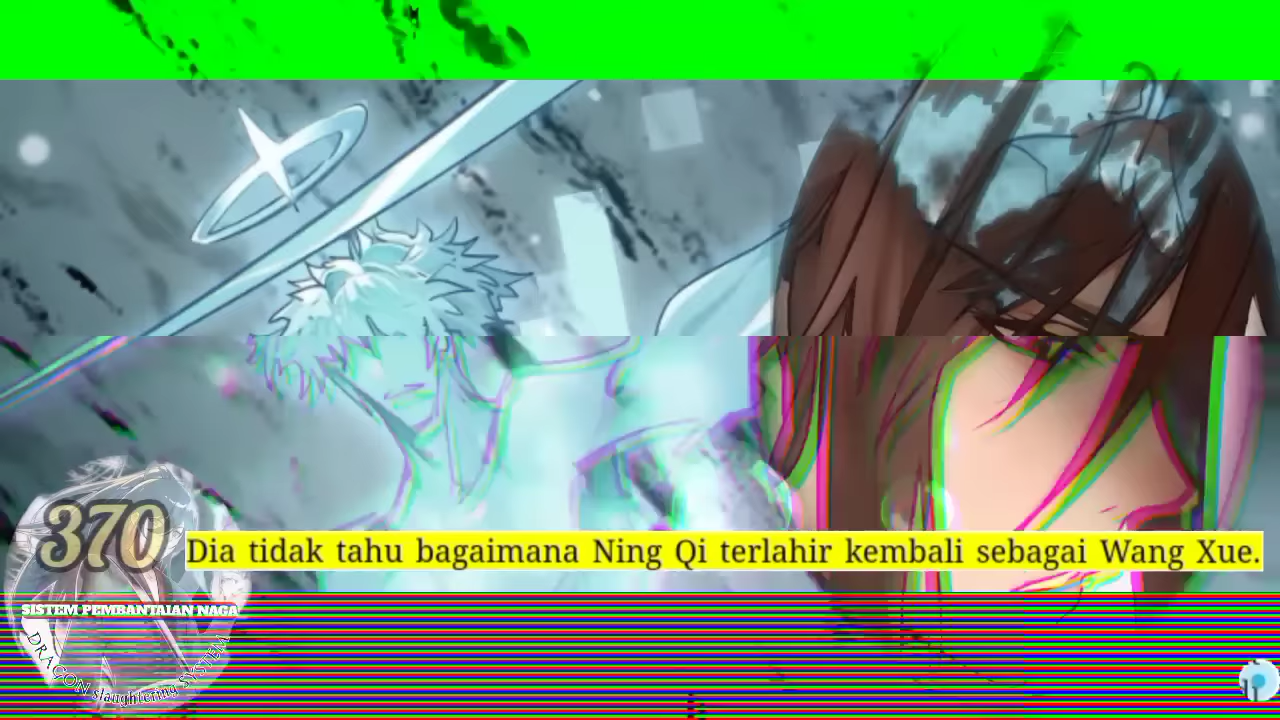 370
Dia tidak tahu bagaimana Ning Qi terlahir kembali sebagai Wang Xue.
SISTEM PEMBANTAIAN NAGA
DRAGON slaughtering SYSTEM